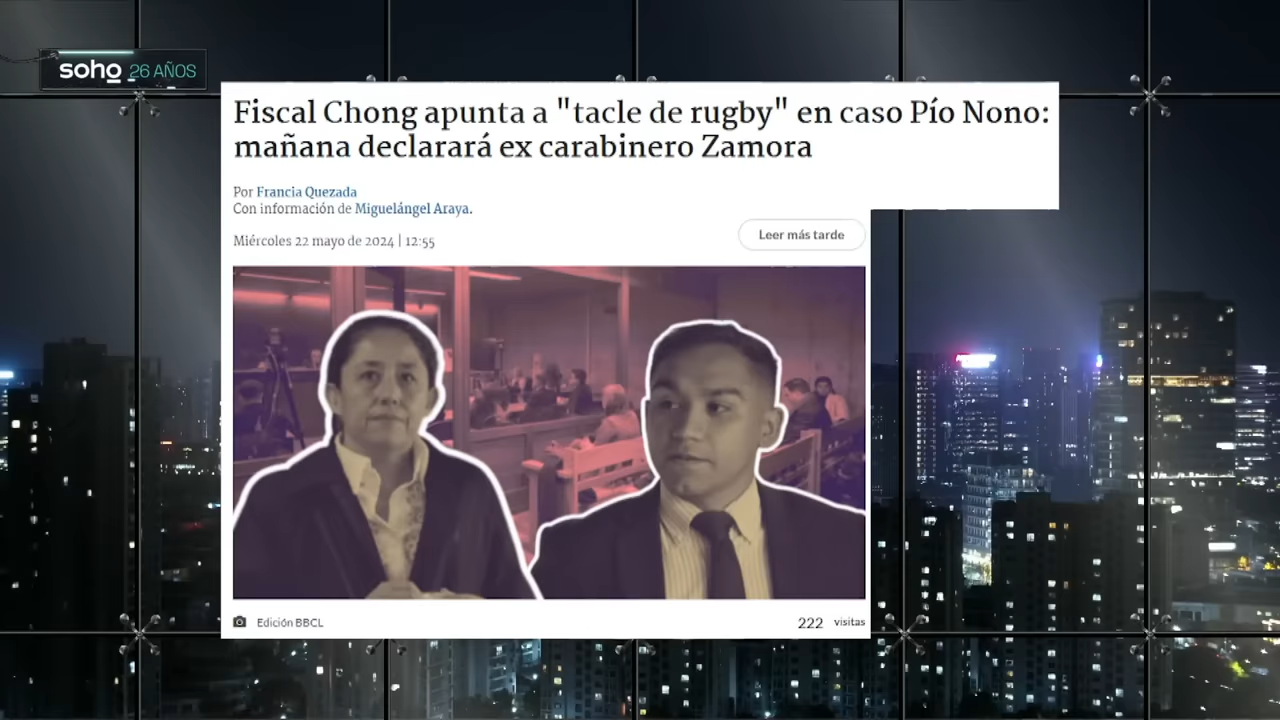 soho 26 AÑOS
Fiscal Chong apunta a "tacle de rugby" en caso Pío Nono:
mañana declarará ex carabinero Zamora
Por Francia Quezada
Con información de Miguelángel Araya.
Miércoles 22 mayo de 2024 | 12:55
Leer más tarde
Edición BBCL
222 visitas